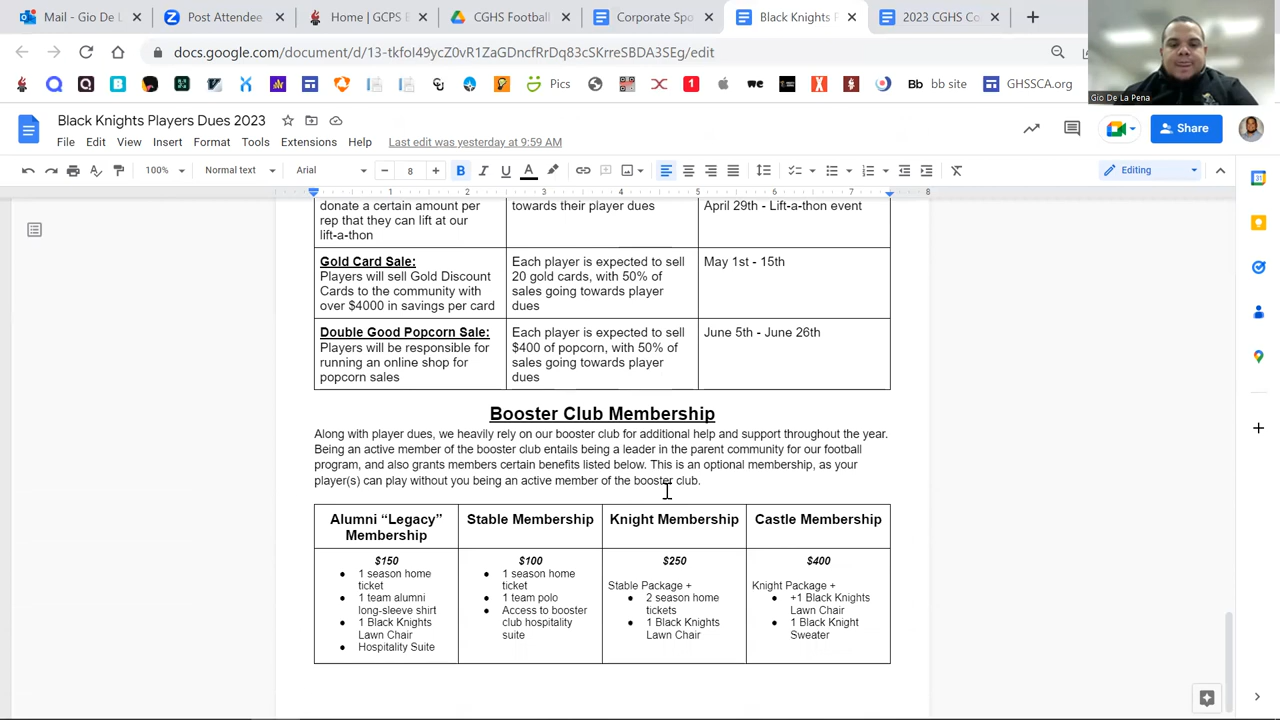 Mail - Gio De L
Post Attendee
Home | GCPS E
CGHS Football
Corporate Spo
Black Knights P
2023 CGHS Co
docs.google.com/document/d/13-tkfoI49ycZ0vR1ZaGDncfRrDq83cSKrreSBDA3SEg/edit
Pics
bb site
GHSSCA.org
Gio De La Pena
Black Knights Players Dues 2023
File Edit View Insert Format Tools Extensions Help
Last edit was yesterday at 9:59 AM
Share
100%
Normal text
Arial
8
Editing
1 2 3 4 5 6 7 8
donate a certain amount per
rep that they can lift at our
lift-a-thon
towards their player dues
April 29th - Lift-a-thon event
Gold Card Sale:
Players will sell Gold Discount
Cards to the community with
over $4000 in savings per card
Each player is expected to sell
20 gold cards, with 50% of
sales going towards player
dues
May 1st - 15th
Double Good Popcorn Sale:
Players will be responsible for
running an online shop for
popcorn sales
Each player is expected to sell
$400 of popcorn, with 50% of
sales going towards player
dues
June 5th - June 26th
Booster Club Membership
Along with player dues, we heavily rely on our booster club for additional help and support throughout the year.
Being an active member of the booster club entails being a leader in the parent community for our football
program, and also grants members certain benefits listed below. This is an optional membership, as your
player(s) can play without you being an active member of the booster club.
Alumni “Legacy”
Membership
Stable Membership
Knight Membership
Castle Membership
$150
● 1 season home
ticket
● 1 team alumni
long-sleeve shirt
● 1 Black Knights
Lawn Chair
● Hospitality Suite
$100
● 1 season home
ticket
● 1 team polo
● Access to booster
club hospitality
suite
$250
Stable Package +
● 2 season home
tickets
● 1 Black Knights
Lawn Chair
$400
Knight Package +
● +1 Black Knights
Lawn Chair
● 1 Black Knight
Sweater